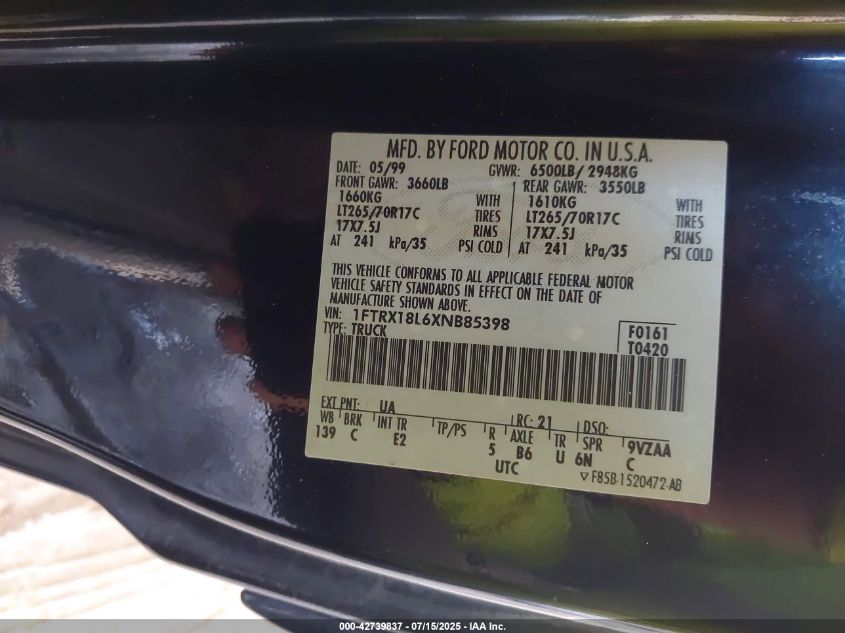 MFD. BY FORD MOTOR CO. IN U.S.A.
DATE: 05/99 GVWR: 6500LB/ 2948KG
FRONT GAWR: 3660LB REAR GAWR: 3550LB
1660KG WITH 1610KG WITH
LT265/70R17C TIRES LT265/70R17C TIRES
17X7.5J RIMS 17X7.5J RIMS
AT 241 kPa/35 PSI COLD AT 241 kPa/35 PSI COLD
THIS VEHICLE CONFORMS TO ALL APPLICABLE FEDERAL MOTOR
VEHICLE SAFETY STANDARDS IN EFFECT ON THE DATE OF
MANUFACTURE SHOWN ABOVE.
VIN: 1FTRX18L6XNB85398 F0161
TYPE: TRUCK T0420
EXT PNT: UA RC: 21 DSO:
WB BRK INT TR TP/PS R AXLE TR SPR 9VZAA
139 C E2 5 B6 U 6N C
UTC
F85B-1520472-AB
000-42739837 - 07/15/2025 - IAA Inc.